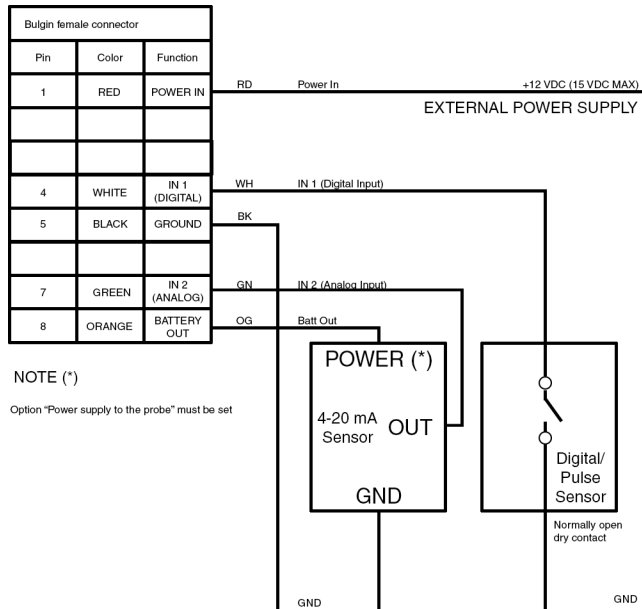 Bulgin female connector
Pin Color Function
1 RED POWER IN
RD Power In +12 VDC (15 VDC MAX)
EXTERNAL POWER SUPPLY
4 WHITE IN 1 (DIGITAL)
WH IN 1 (Digital Input)
5 BLACK GROUND
BK
7 GREEN IN 2 (ANALOG)
GN IN 2 (Analog Input)
8 ORANGE BATTERY OUT
OG Batt Out
NOTE (*)
Option “Power supply to the probe” must be set
POWER (*)
4-20 mA
Sensor
OUT
GND
Digital/
Pulse
Sensor
Normally open
dry contact
GND
GND